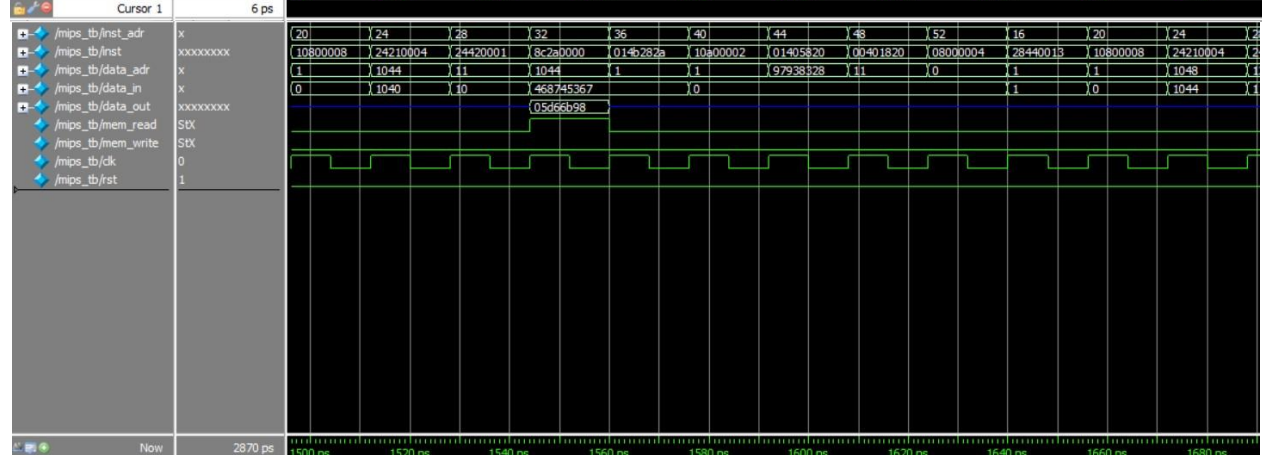 Cursor 1 6 ps
/mips_tb/inst_adr x 20 24 28 32 36 40 44 48 52 16 20 24
/mips_tb/inst xxxxxxxx 10800008 24210004 24420001 8c2a0000 014b282a 10a00002 01405820 00401820 08000004 28440013 10800008 24210004
/mips_tb/data_adr x 1 1044 11 1044 1 1 97938328 11 0 1 1 1048
/mips_tb/data_in x 0 1040 10 468745367 0 1 0 1044
/mips_tb/data_out xxxxxxxx 05d66b98
/mips_tb/mem_read StX
/mips_tb/mem_write StX
/mips_tb/clk 0
/mips_tb/rst 1
Now 2870 ps 1500 ps 1520 ps 1540 ps 1560 ps 1580 ps 1600 ps 1620 ps 1640 ps 1660 ps 1680 ps